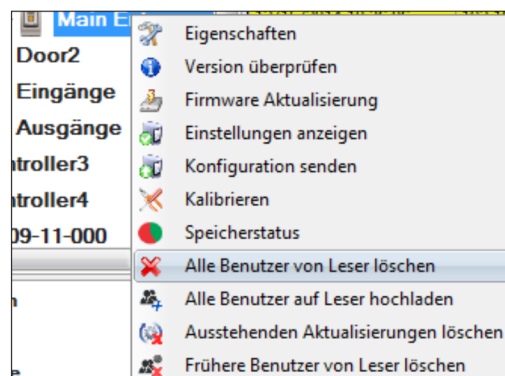 Main E
Door2
Eingänge
Ausgänge
ntroller3
ntroller4
09-11-000
Eigenschaften
Version überprüfen
Firmware Aktualisierung
Einstellungen anzeigen
Konfiguration senden
Kalibrieren
Speicherstatus
Alle Benutzer von Leser löschen
Alle Benutzer auf Leser hochladen
Ausstehenden Aktualisierungen löschen
Frühere Benutzer von Leser löschen